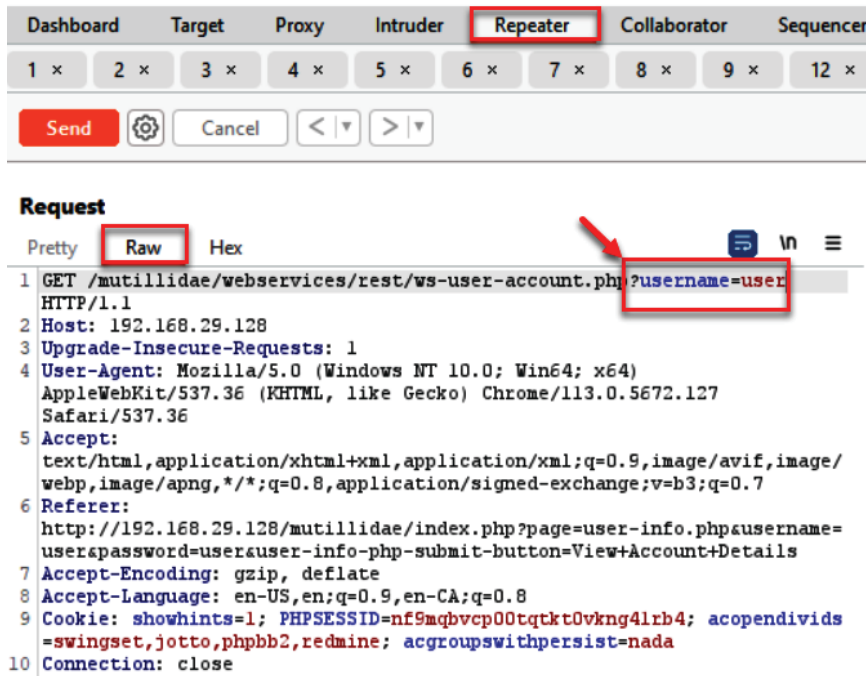 Dashboard Target Proxy Intruder Repeater Collaborator Sequencer
1 × 2 × 3 × 4 × 5 × 6 × 7 × 8 × 9 × 12 ×
Send Cancel < ▼ > ▼
Request
Pretty Raw Hex \n ≡
1 GET /mutillidae/webservices/rest/ws-user-account.php?username=user
HTTP/1.1
2 Host: 192.168.29.128
3 Upgrade-Insecure-Requests: 1
4 User-Agent: Mozilla/5.0 (Windows NT 10.0; Win64; x64)
AppleWebKit/537.36 (KHTML, like Gecko) Chrome/113.0.5672.127
Safari/537.36
5 Accept:
text/html,application/xhtml+xml,application/xml;q=0.9,image/avif,image/
webp,image/apng,*/*;q=0.8,application/signed-exchange;v=b3;q=0.7
6 Referer:
http://192.168.29.128/mutillidae/index.php?page=user-info.php&username=
user&password=user&user-info-php-submit-button=View+Account+Details
7 Accept-Encoding: gzip, deflate
8 Accept-Language: en-US,en;q=0.9,en-CA;q=0.8
9 Cookie: showhints=1; PHPSESSID=nf9mqbvcp00tqtkt0vkng4lrb4; acopendivids
=swingset,jotto,phpbb2,redmine; acgroupswithpersist=nada
10 Connection: close